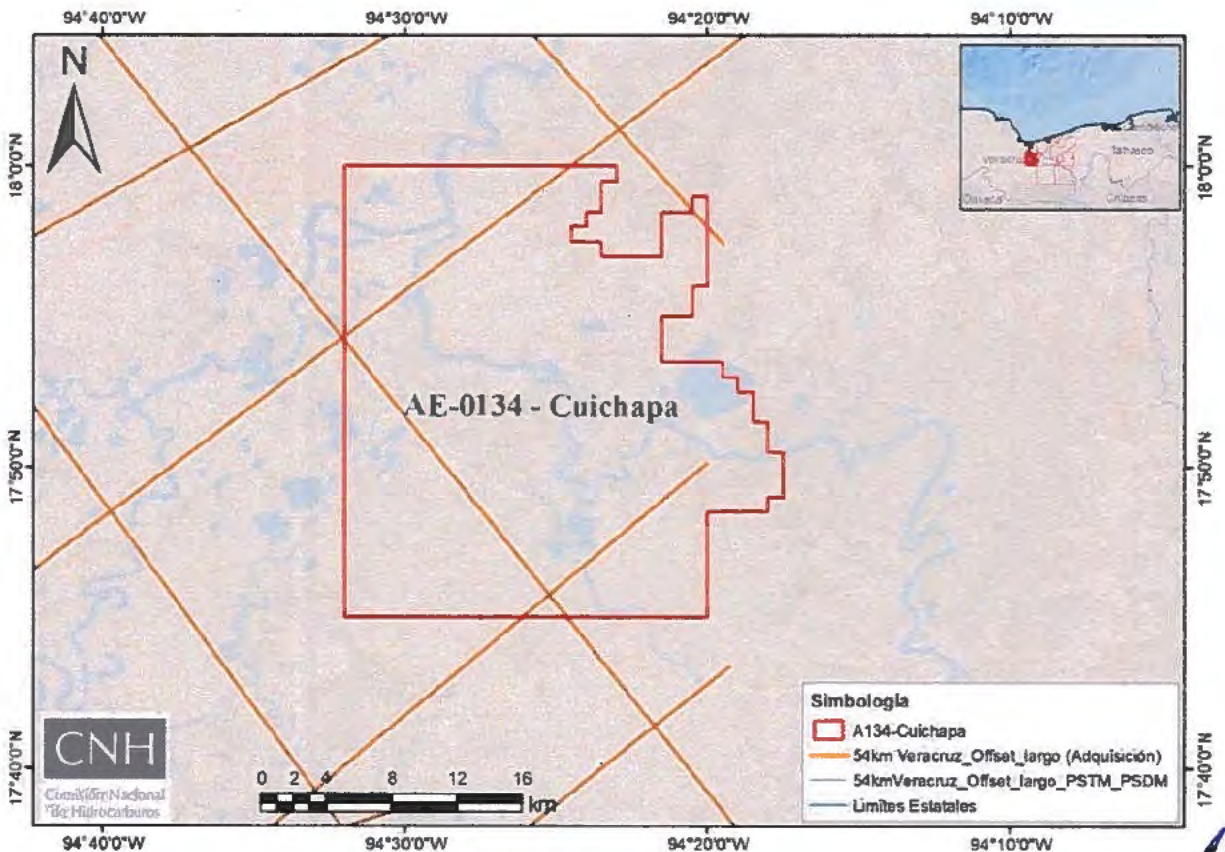 94°40'0"W 94°30'0"W 94°20'0"W 94°10'0"W
N
18°0'0"N
18°0'0"N
Tabasco
Oaxaca
AE-0134 - Cuichapa
17°50'0"N
17°50'0"N
Simbología
A134-Cuichapa
54km Veracruz_Offset_largo (Adquisición)
54kmVeracruz_Offset_largo_PSTM_PSDM
Limites Estatales
17°40'0"N
17°40'0"N
CNH
Comisión Nacional
de Hidrocarburos
0 2 4 8 12 16
km
94°40'0"W 94°30'0"W 94°20'0"W 94°10'0"W